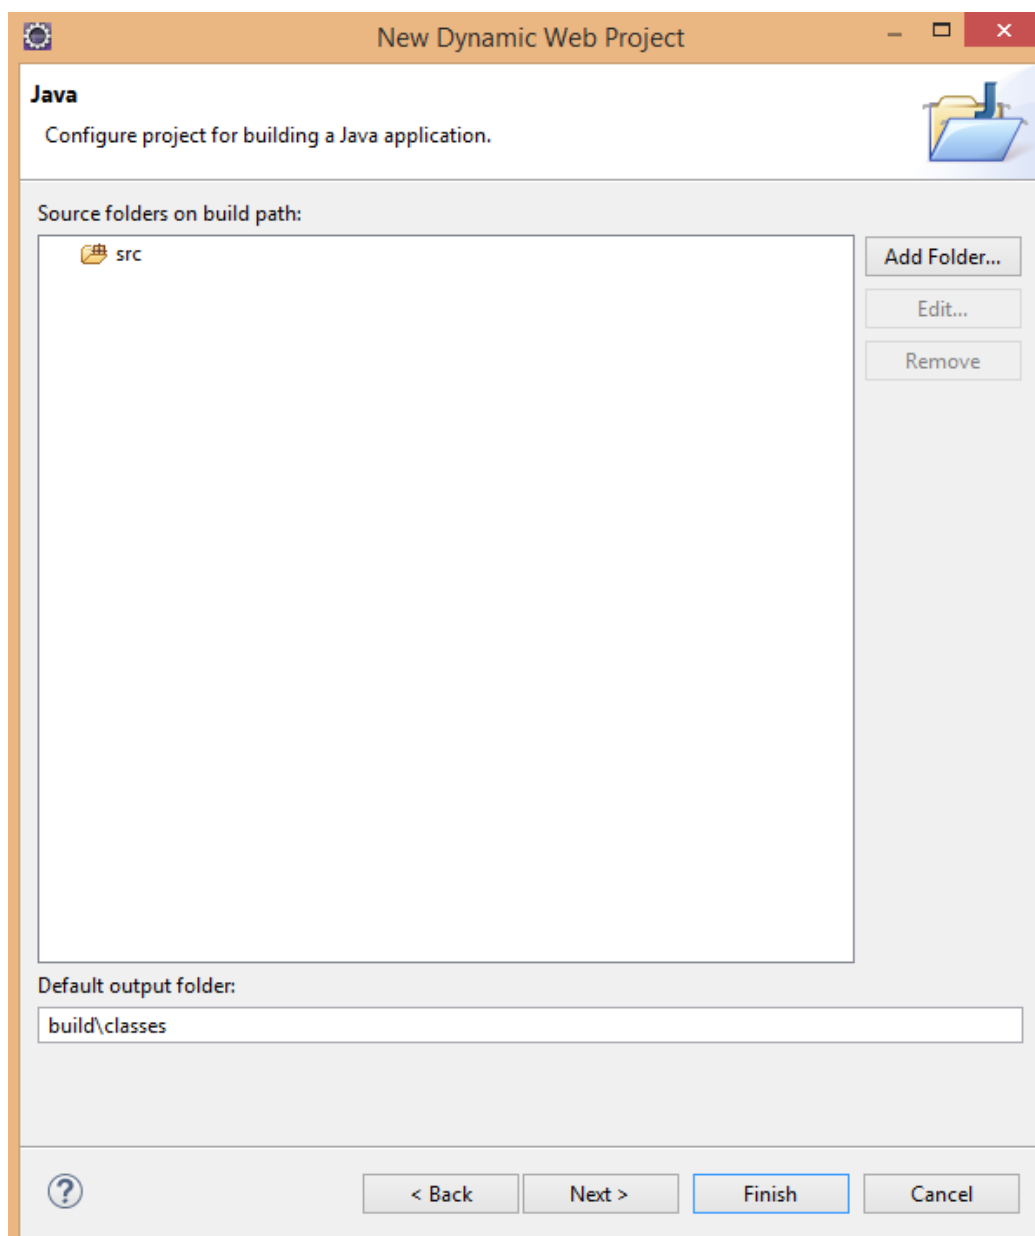 New Dynamic Web Project
Java
Configure project for building a Java application.
Source folders on build path:
src
Add Folder...
Edit...
Remove
Default output folder:
build\classes
< Back
Next >
Finish
Cancel